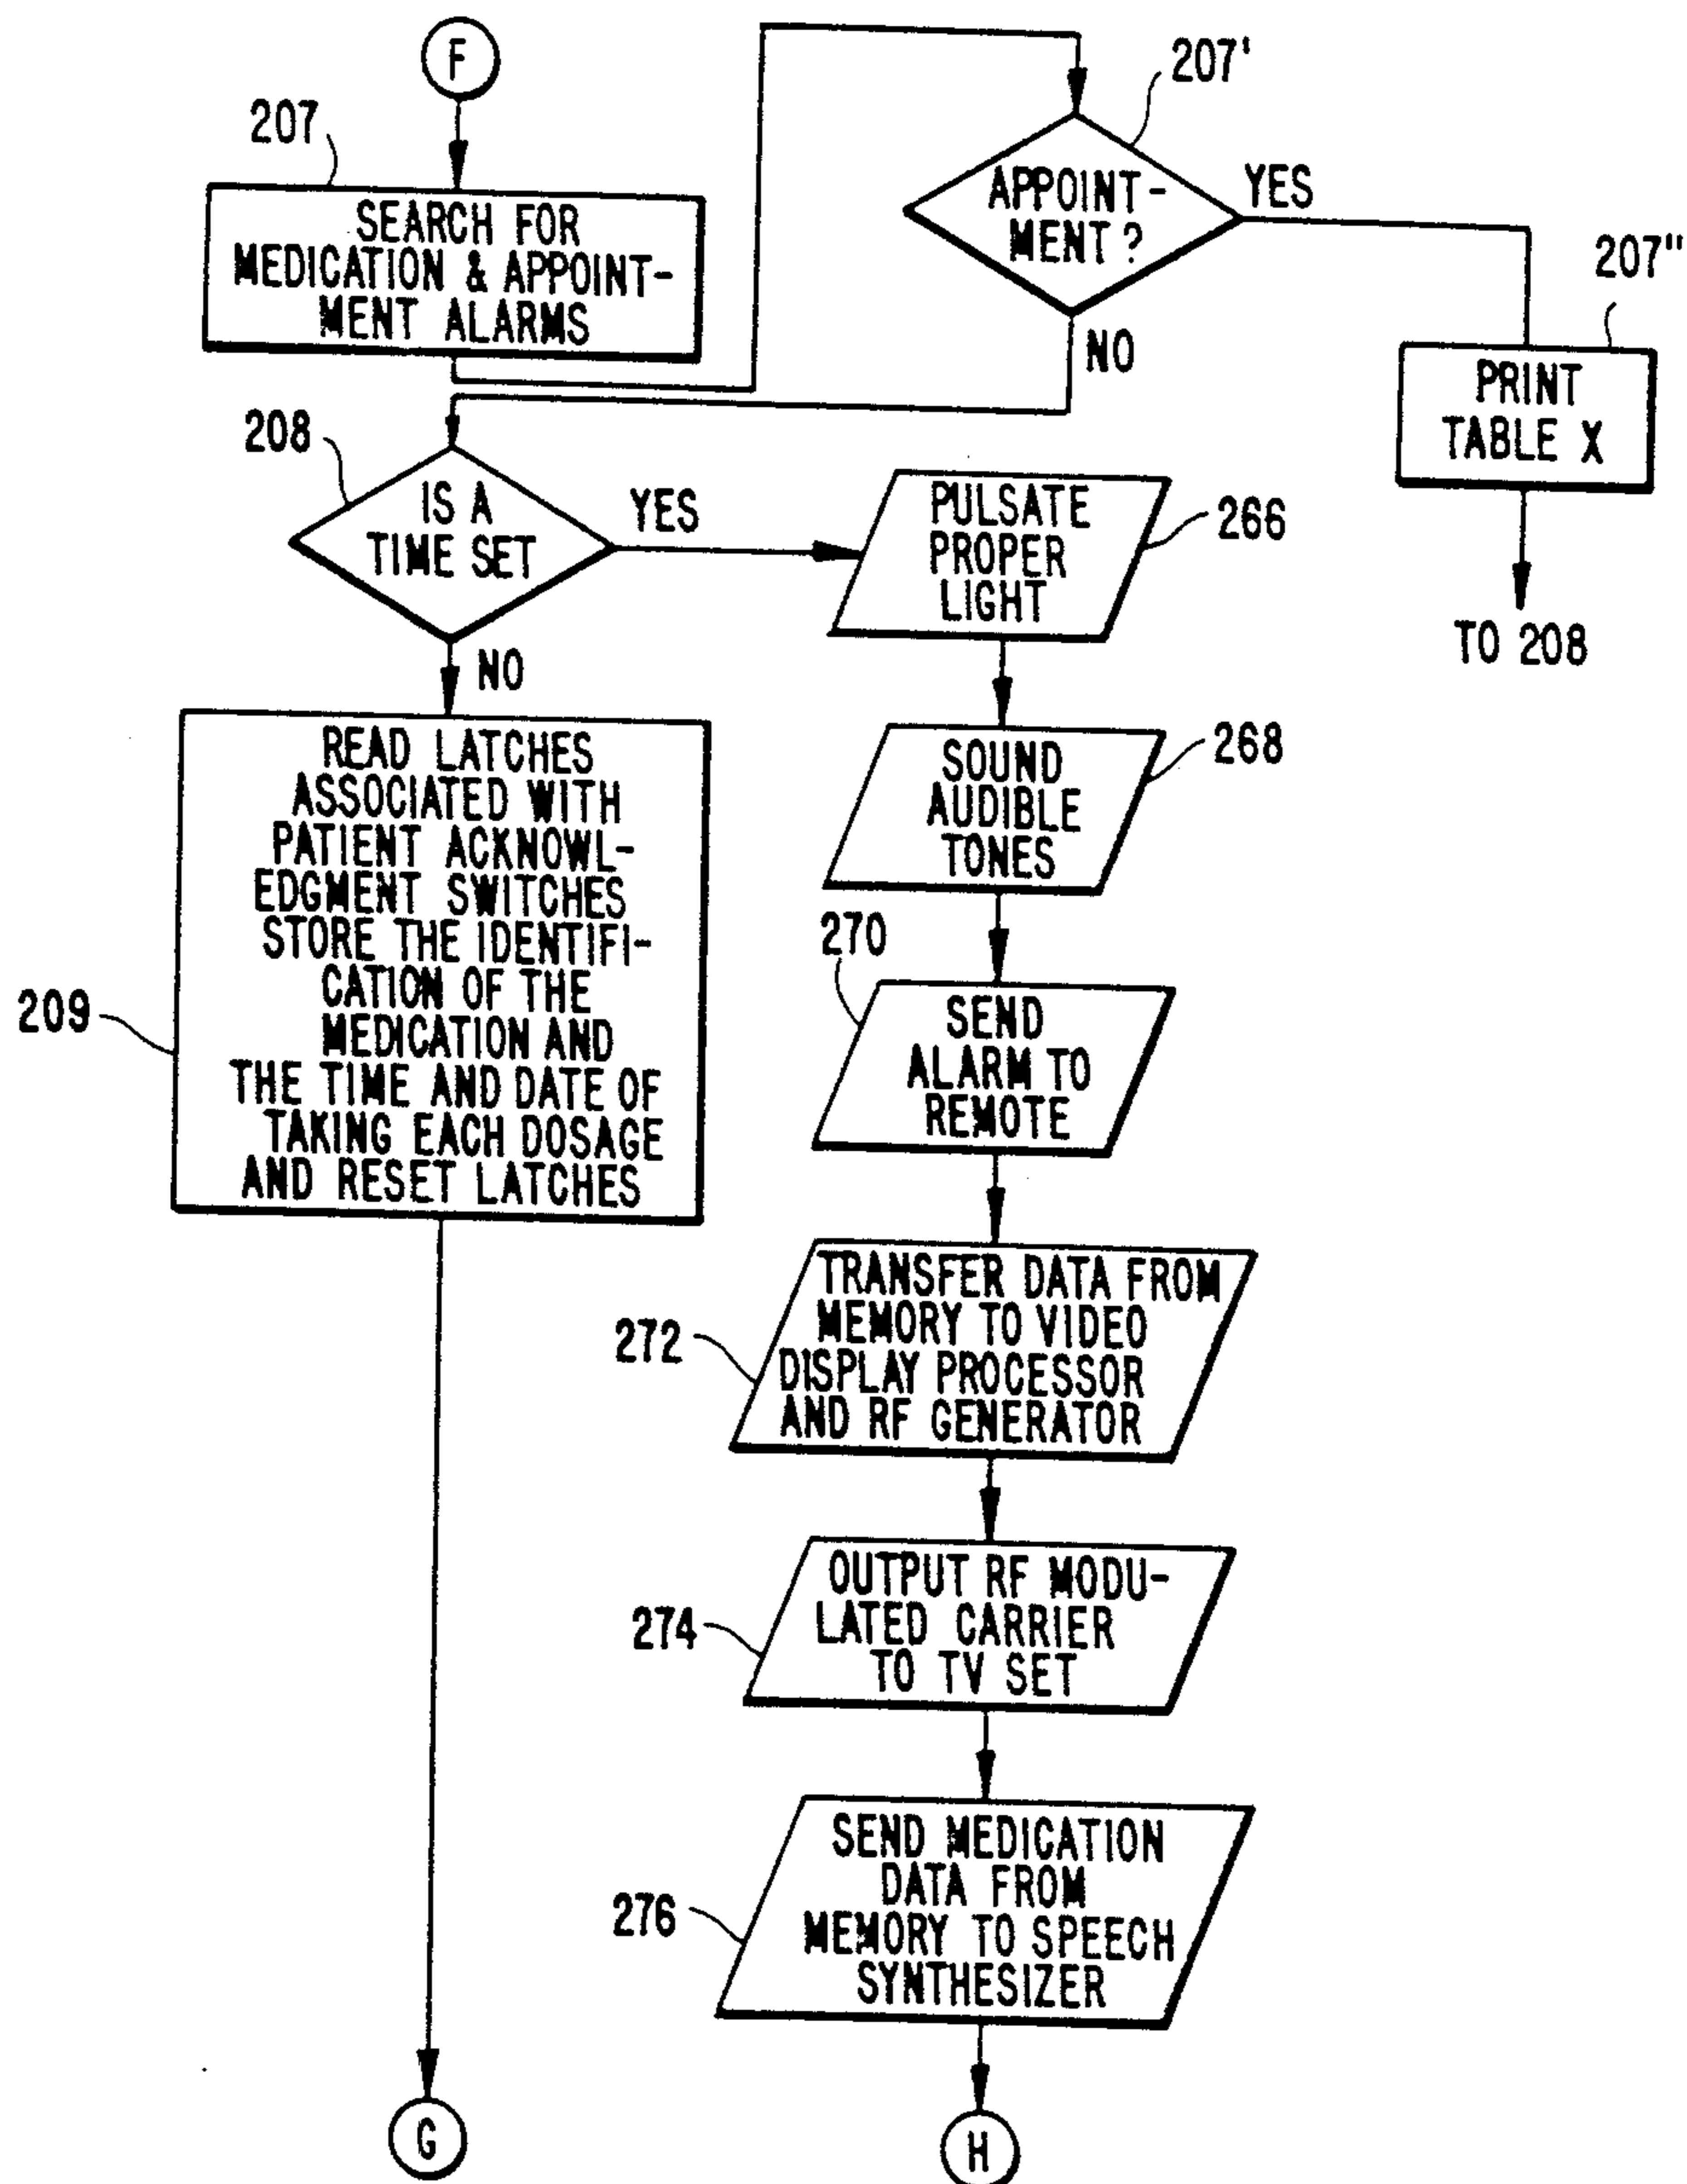 F
207
SEARCH FOR
MEDICATION & APPOINT-
MENT ALARMS
207'
APPOINT-
MENT?
YES
NO
207"
PRINT
TABLE X
TO 208
208
IS A
TIME SET
YES
NO
PULSATE
PROPER
LIGHT
266
SOUND
AUDIBLE
TONES
268
270
SEND
ALARM TO
REMOTE
209
READ LATCHES
ASSOCIATED WITH
PATIENT ACKNOWL-
EDGMENT SWITCHES
STORE THE IDENTIFI-
CATION OF THE
MEDICATION AND
THE TIME AND DATE OF
TAKING EACH DOSAGE
AND RESET LATCHES
272
TRANSFER DATA FROM
MEMORY TO VIDEO
DISPLAY PROCESSOR
AND RF GENERATOR
274
OUTPUT RF MODU-
LATED CARRIER
TO TV SET
276
SEND MEDICATION
DATA FROM
MEMORY TO SPEECH
SYNTHESIZER
G
H